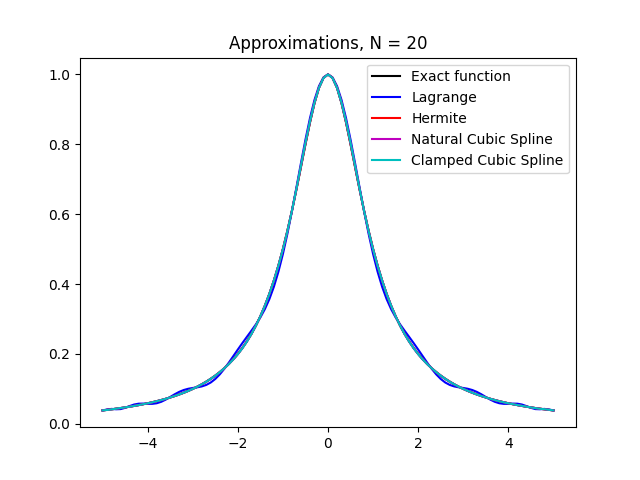 Approximations, N = 20
Exact function
Lagrange
Hermite
Natural Cubic Spline
Clamped Cubic Spline
1.0
0.8
0.6
0.4
0.2
0.0
−4 −2 0 2 4